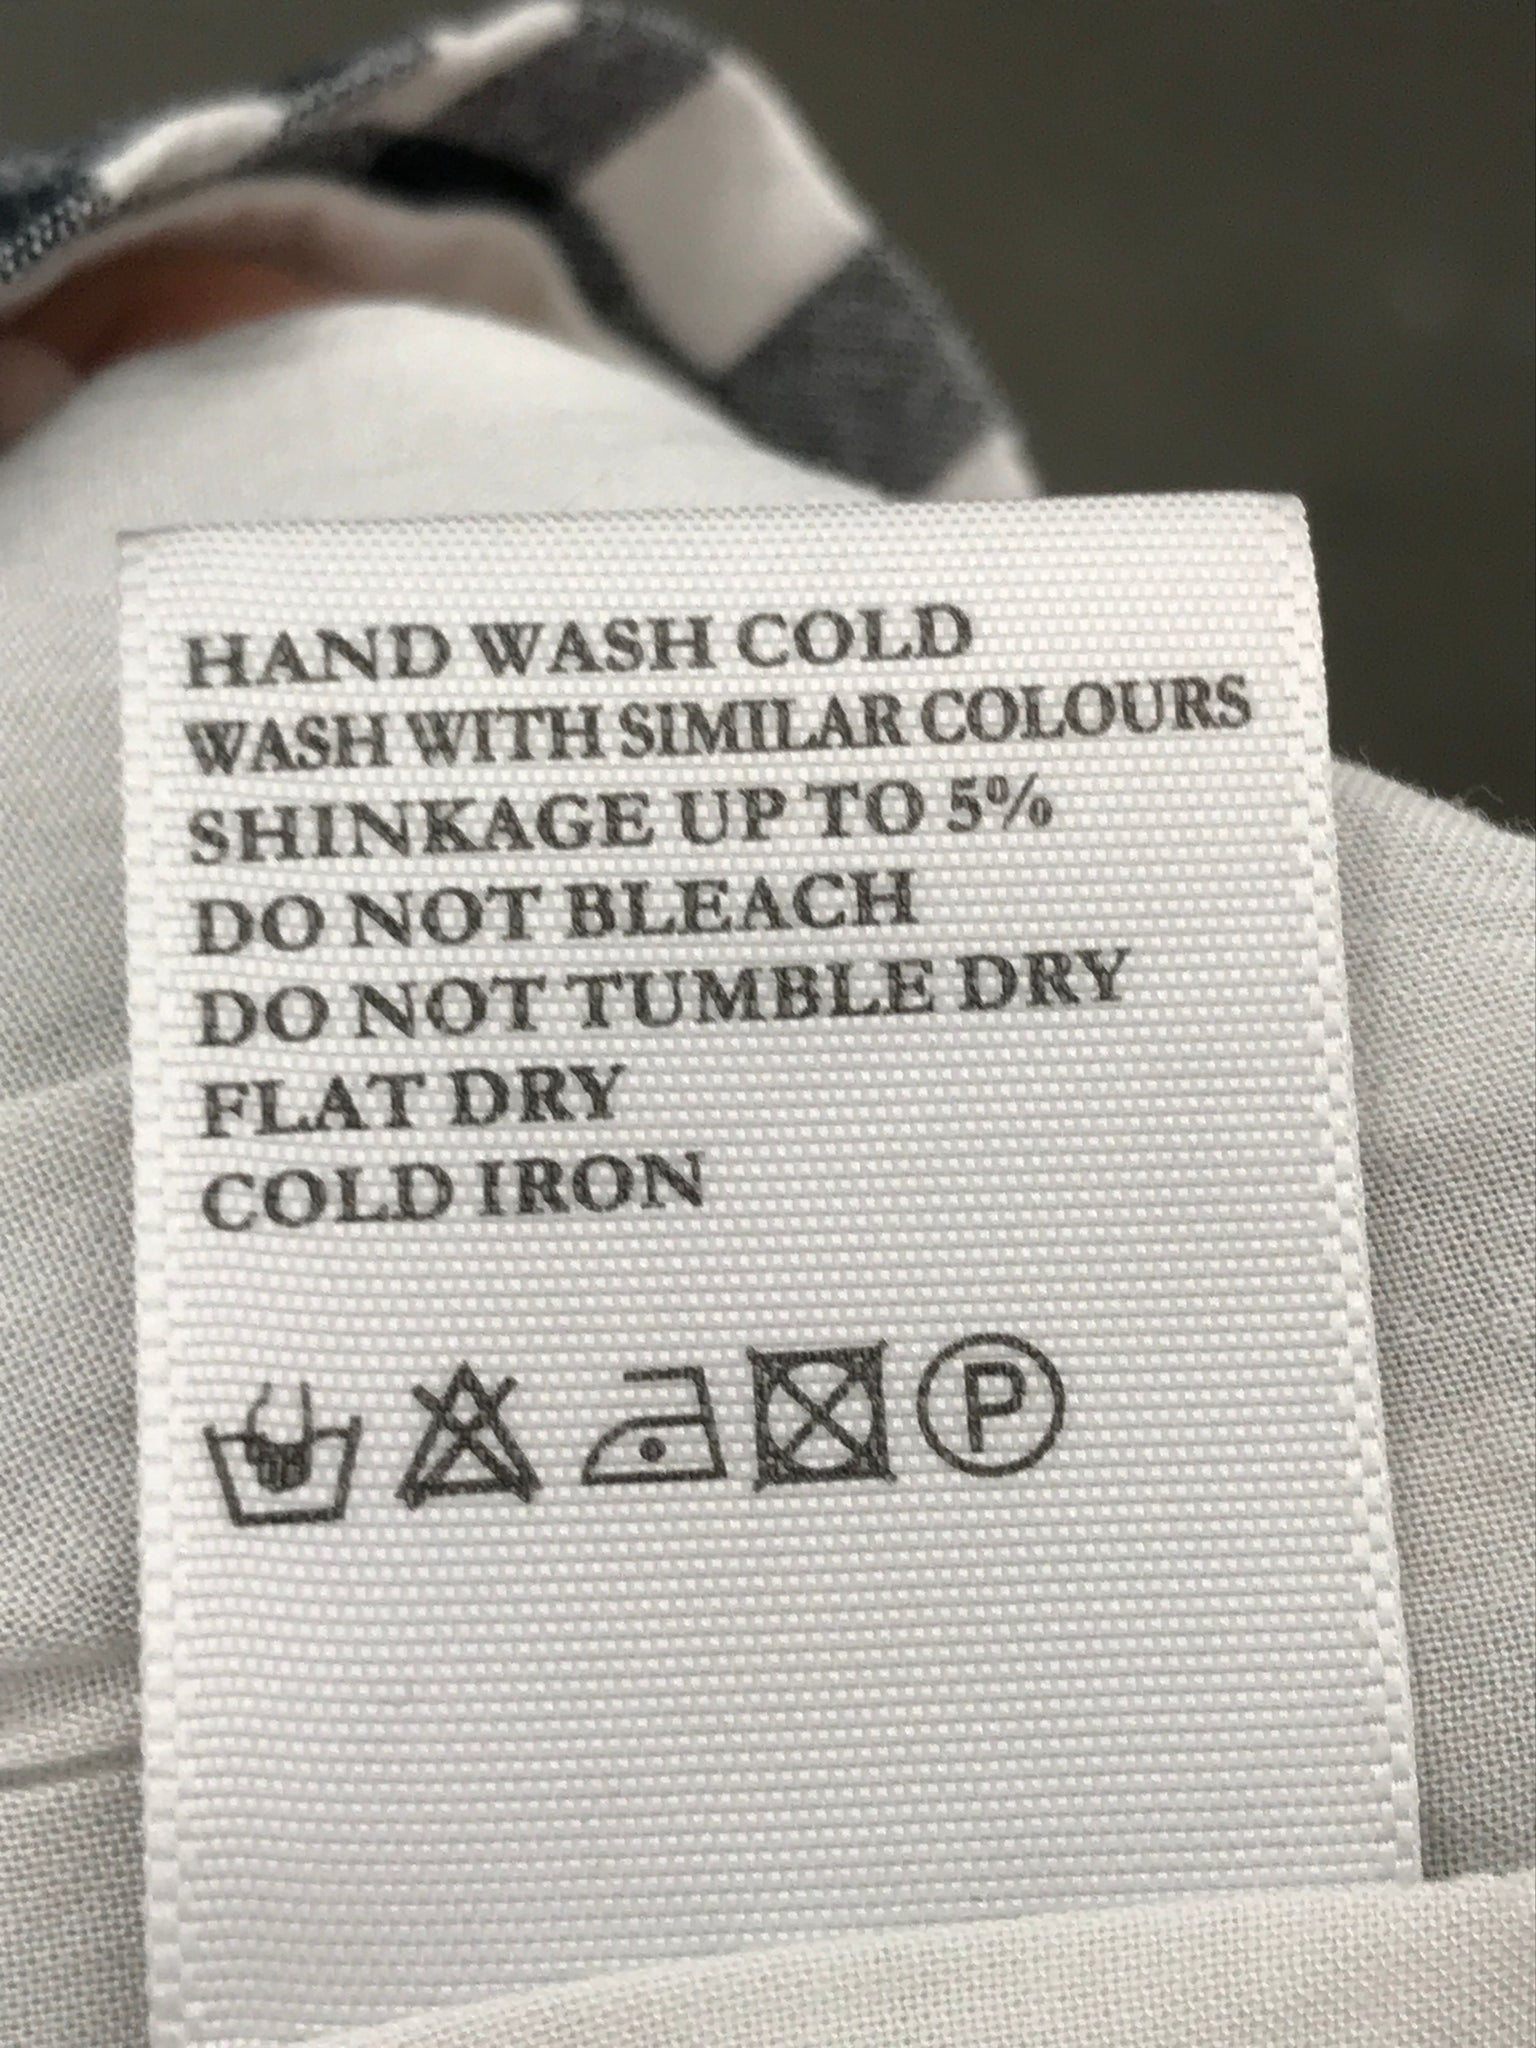 HAND WASH COLD
WASH WITH SIMILAR COLOURS
SHINKAGE UP TO 5%
DO NOT BLEACH
DO NOT TUMBLE DRY
FLAT DRY
COLD IRON
P